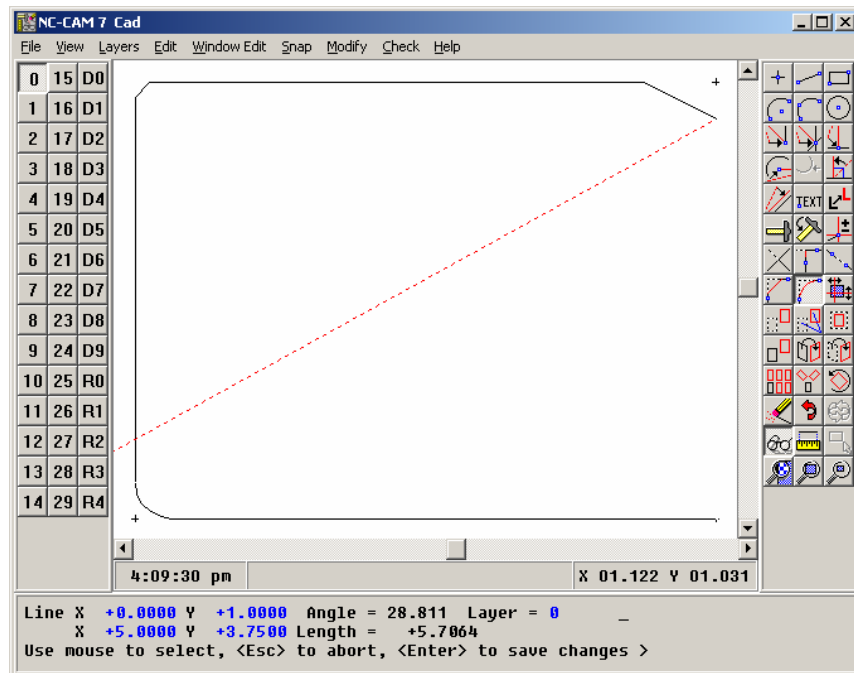 NC-CAM 7 Cad
File View Layers Edit Window Edit Snap Modify Check Help
0 15 D0
1 16 D1
2 17 D2
3 18 D3
4 19 D4
5 20 D5
6 21 D6
7 22 D7
8 23 D8
9 24 D9
10 25 R0
11 26 R1
12 27 R2
13 28 R3
14 29 R4
TEXT
4:09:30 pm
X 01.122 Y 01.031
Line X +0.0000 Y +1.0000 Angle = 28.811 Layer = 0 _
X +5.0000 Y +3.7500 Length = +5.7064
Use mouse to select, <Esc> to abort, <Enter> to save changes >